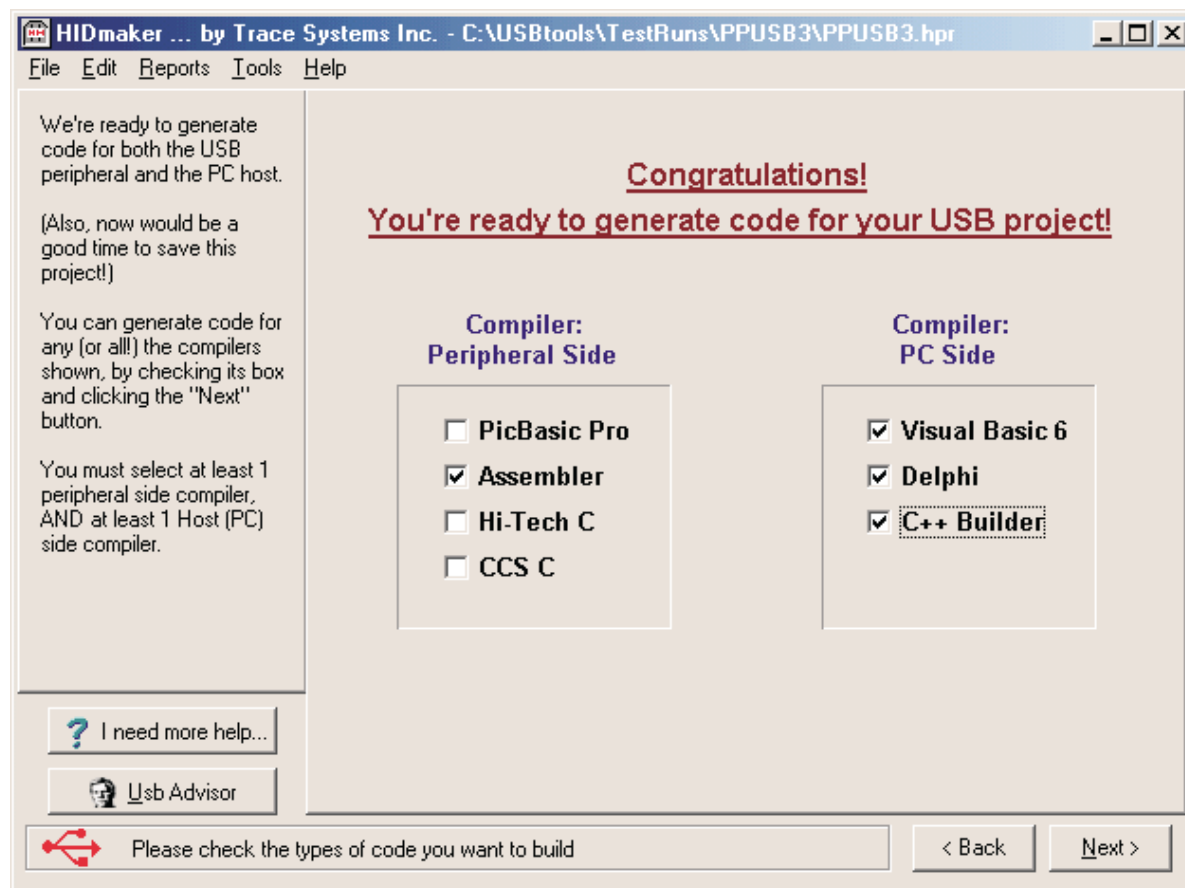 HIDmaker ... by Trace Systems Inc. - C:\USBtools\TestRuns\PPUSB3\PPUSB3.hpr
File Edit Reports Tools Help
We're ready to generate
code for both the USB
peripheral and the PC host.
(Also, now would be a
good time to save this
project!)
You can generate code for
any (or all!) the compilers
shown, by checking its box
and clicking the "Next"
button.
You must select at least 1
peripheral side compiler,
AND at least 1 Host (PC)
side compiler.
I need more help...
Usb Advisor
Congratulations!
You're ready to generate code for your USB project!
Compiler:
Peripheral Side
PicBasic Pro
Assembler
Hi-Tech C
CCS C
Compiler:
PC Side
Visual Basic 6
Delphi
C++ Builder
Please check the types of code you want to build
< Back
Next >